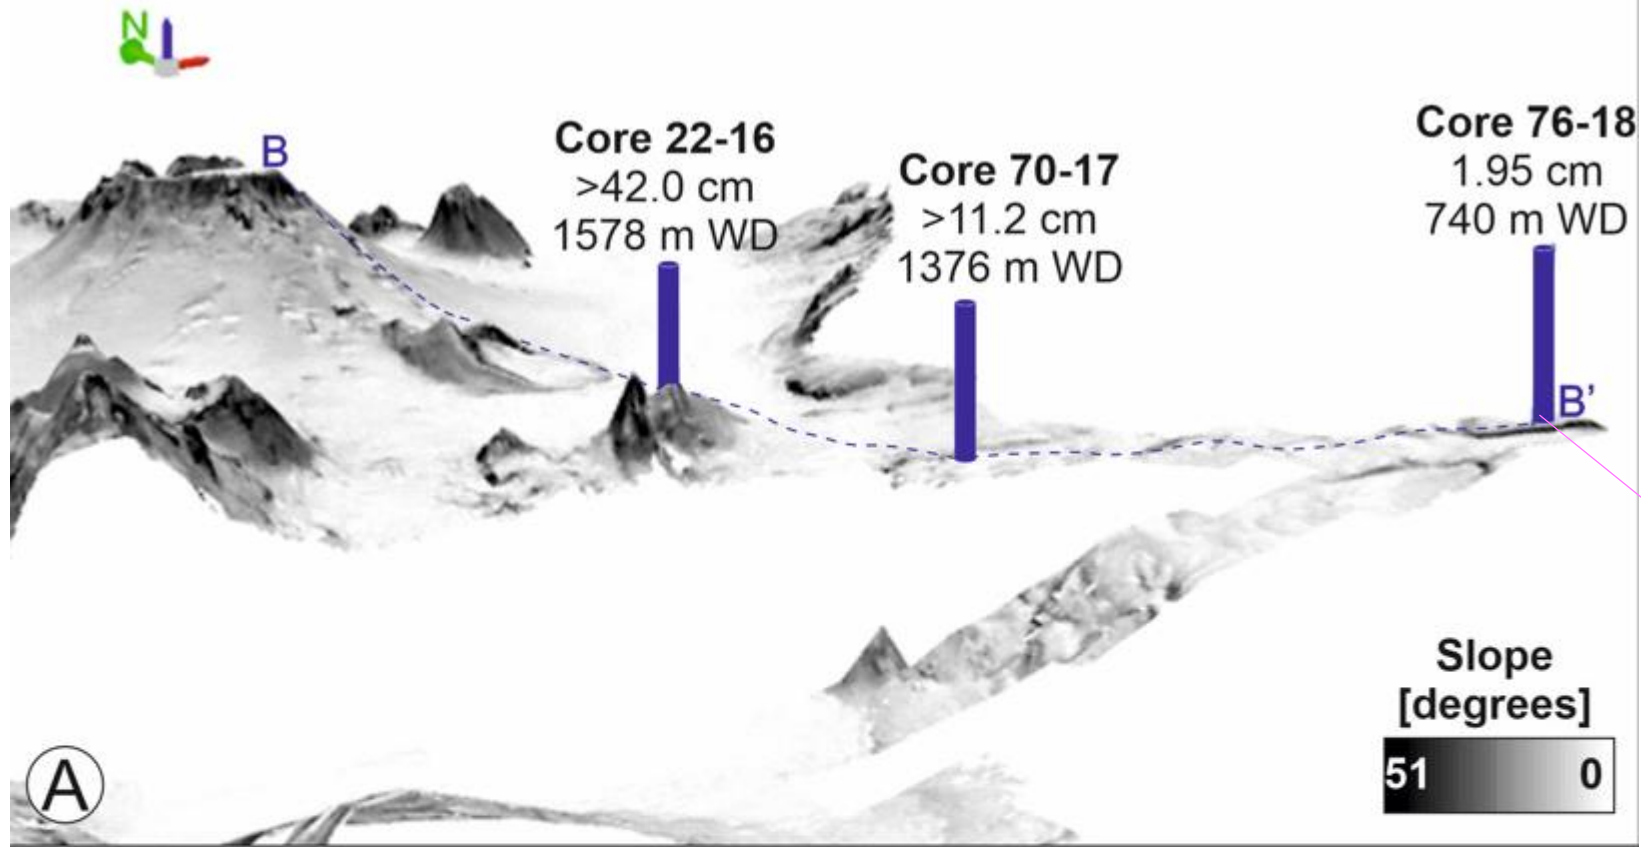 N
B
Core 22-16
>42.0 cm
1578 m WD
Core 70-17
>11.2 cm
1376 m WD
Core 76-18
1.95 cm
740 m WD
B’
Slope
[degrees]
51 0
A